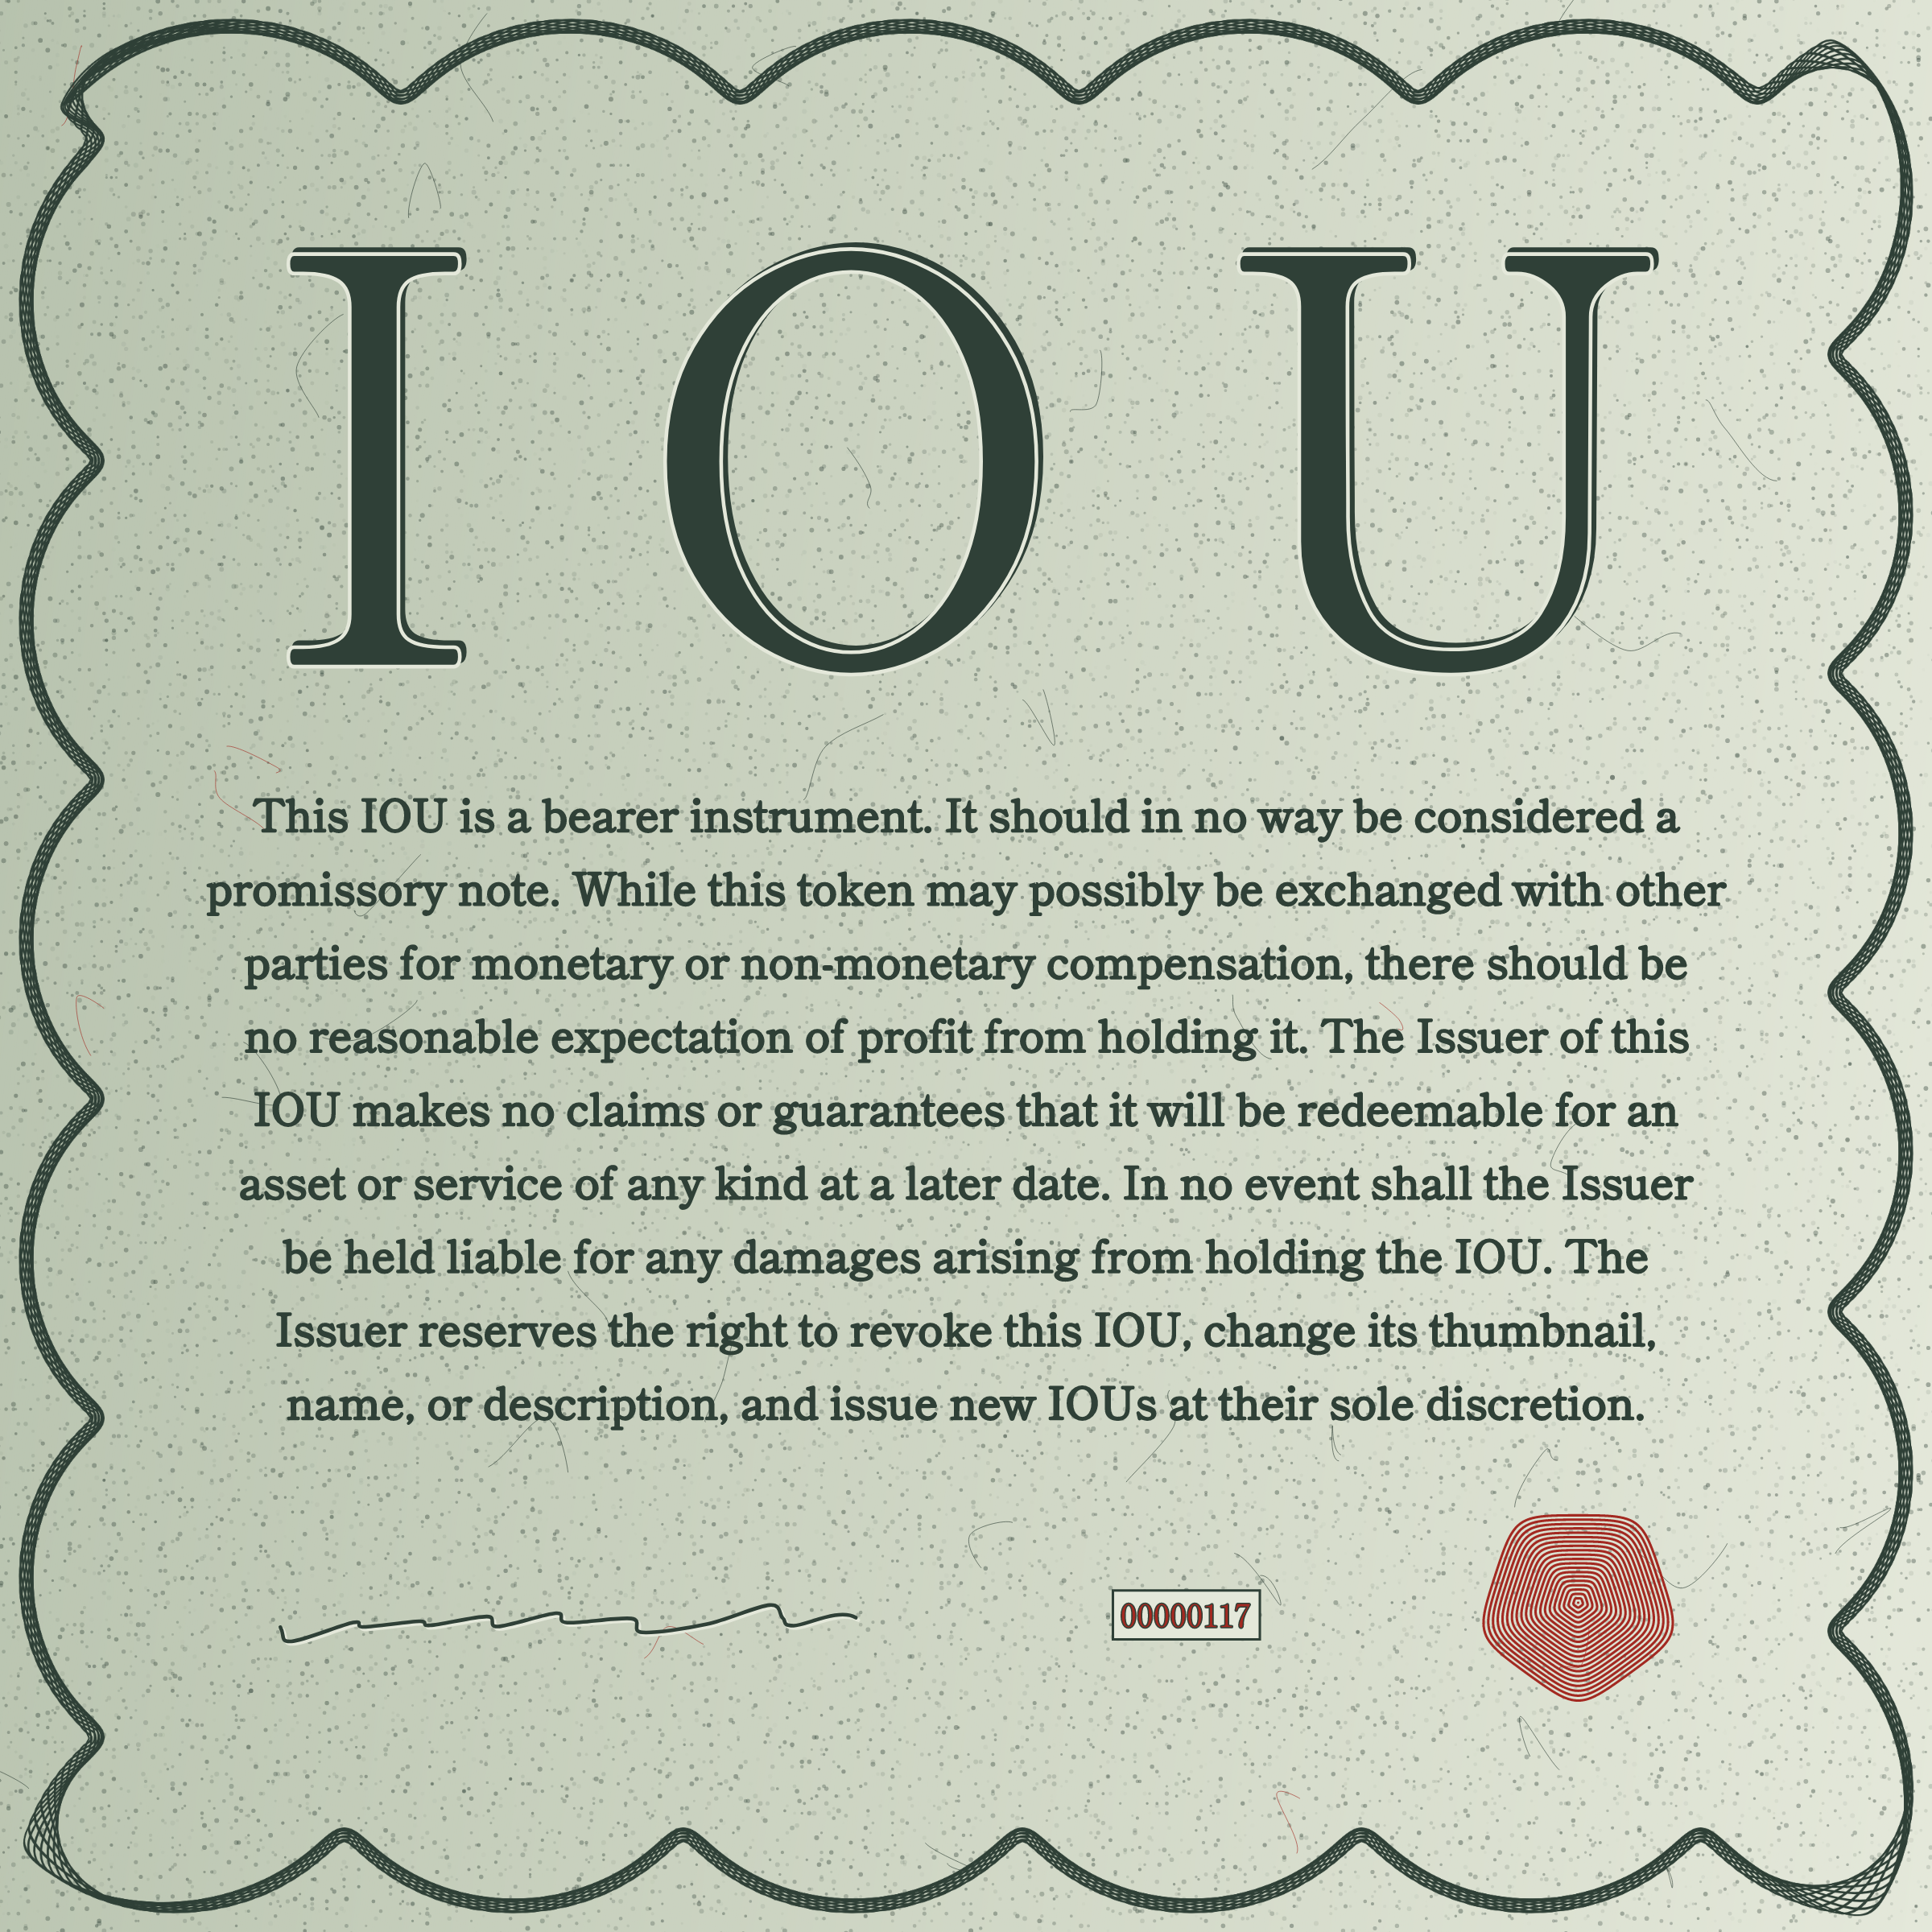 I O U
This IOU is a bearer instrument. It should in no way be considered a
promissory note. While this token may possibly be exchanged with other
parties for monetary or non-monetary compensation, there should be
no reasonable expectation of profit from holding it. The Issuer of this
IOU makes no claims or guarantees that it will be redeemable for an
asset or service of any kind at a later date. In no event shall the Issuer
be held liable for any damages arising from holding the IOU. The
Issuer reserves the right to revoke this IOU, change its thumbnail,
name, or description, and issue new IOUs at their sole discretion.
00000117